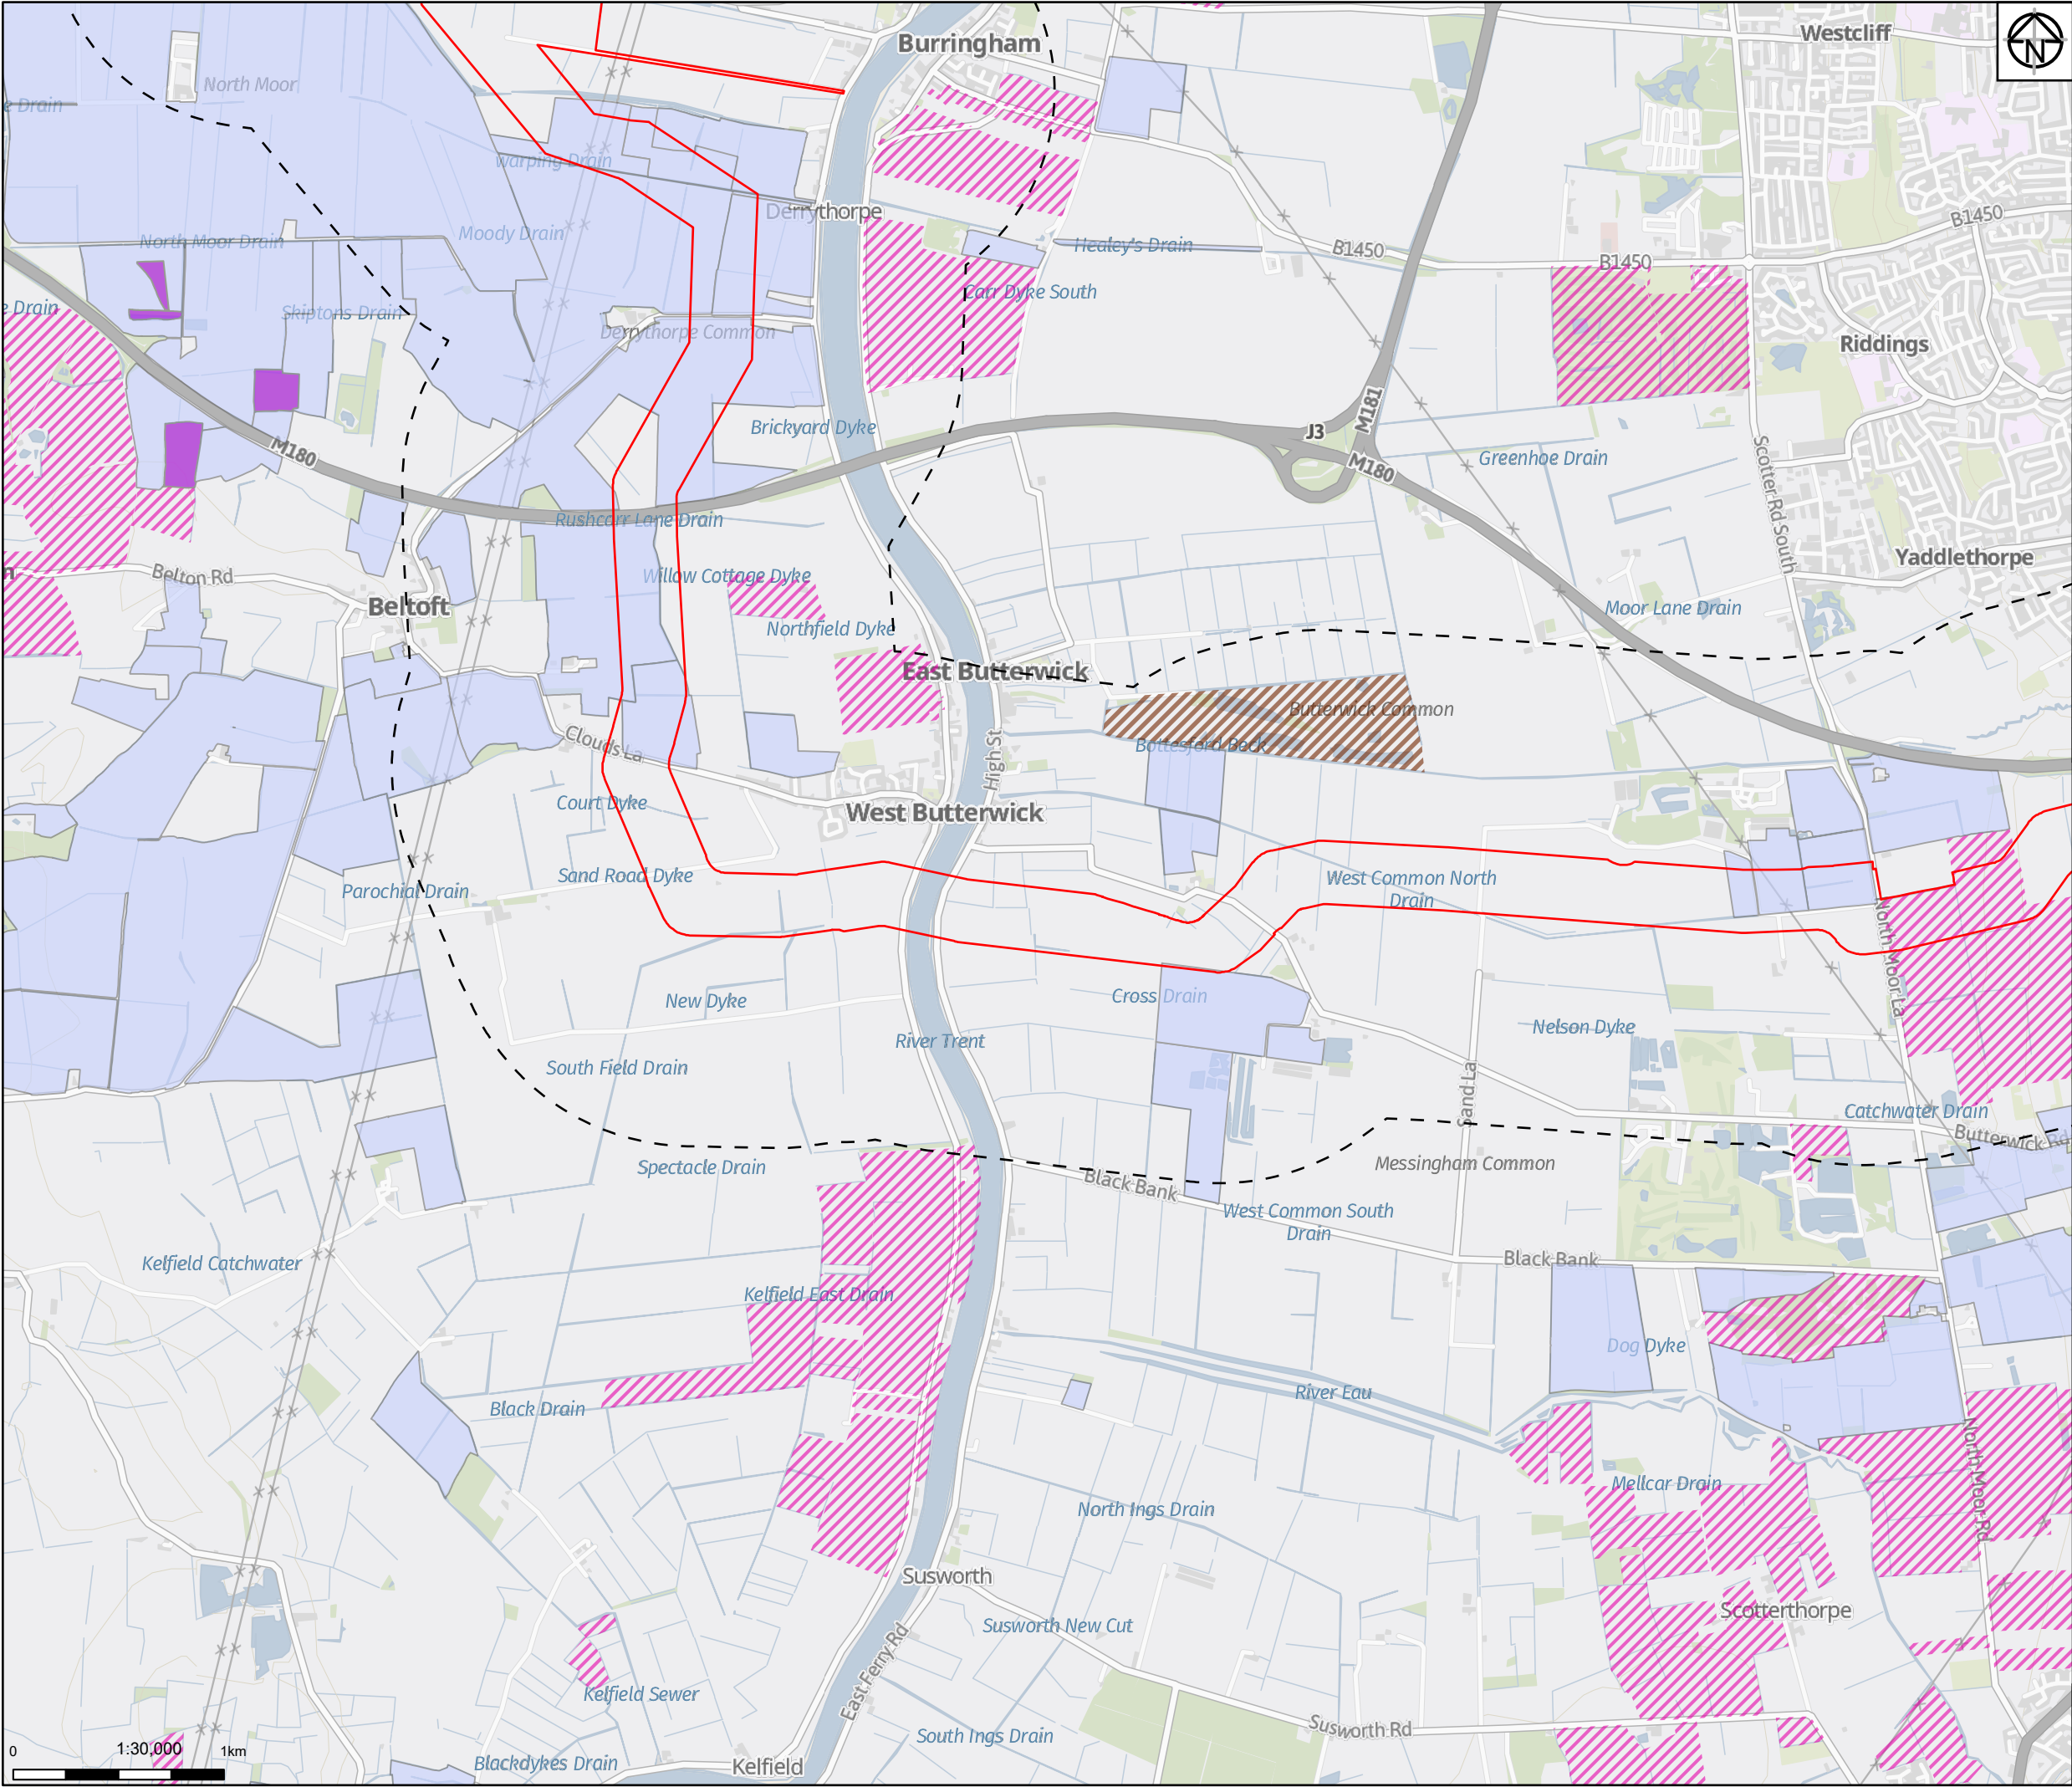 Burringham
Westcliff
N
North Moor
e Drain
Warping Drain
Derrythorpe
B1450
North Moor Drain
Moody Drain
Healey's Drain
B1450
B1450
e Drain
Skiptons Drain
Carr Dyke South
Derrythorpe Common
Riddings
M181
Brickyard Dyke
J3
M180
M180
Greenhoe Drain
Scotter Rd South
Rushcarr Lane Drain
Yaddlethorpe
n
Belton Rd
Willow Cottage Dyke
Beltoft
Moor Lane Drain
Northfield Dyke
East Butterwick
Butterwick Common
Clouds La
Bottesford Beck
High St
Court Dyke
West Butterwick
Sand Road Dyke
West Common North
Drain
Parochial Drain
North Moor La
New Dyke
Cross Drain
River Trent
Nelson Dyke
South Field Drain
Sand La
Catchwater Drain
Butterwick Rd
Spectacle Drain
Black Bank
Messingham Common
West Common South
Drain
Kelfield Catchwater
Black Bank
Kelfield East Drain
Dog Dyke
Black Drain
River Eau
North Moor Rd
Mellcar Drain
North Ings Drain
Susworth
Scotterthorpe
Susworth New Cut
East Ferry Rd
Kelfield Sewer
South Ings Drain
Susworth Rd
Blackdykes Drain
Kelfield
0
1:30,000
1km